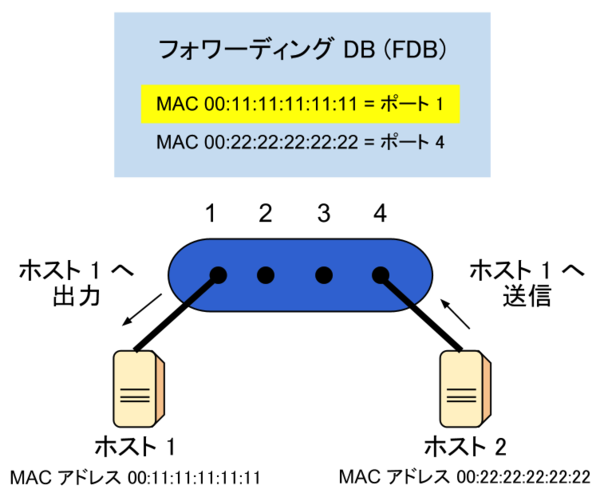 フォワーディング DB (FDB)
MAC 00:11:11:11:11:11 = ポート 1
MAC 00:22:22:22:22:22 = ポート 4
1 2 3 4
ホスト 1 へ
出力
ホスト 1 へ
送信
ホスト 1
ホスト 2
MAC アドレス 00:11:11:11:11:11
MAC アドレス 00:22:22:22:22:22